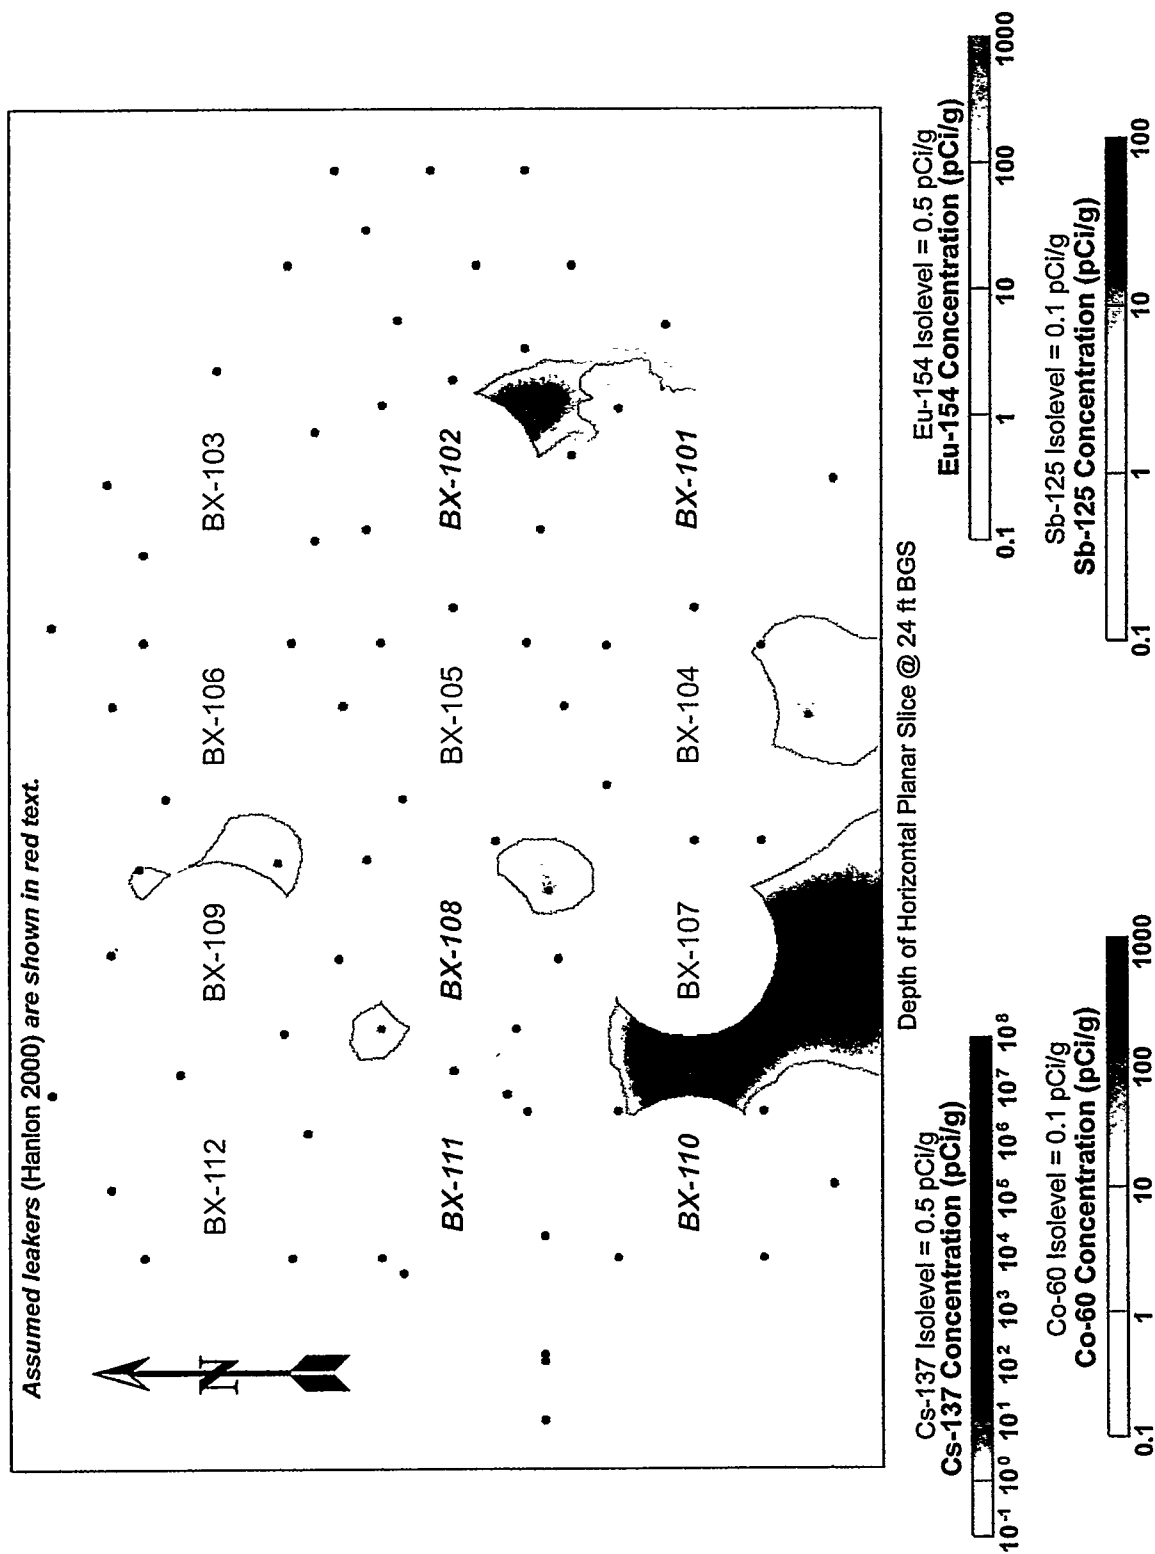 Assumed leakers (Hanlon 2000) are shown in red text.
N
BX-112 BX-109 BX-106 BX-103
BX-111 BX-108 BX-105 BX-102
BX-110 BX-107 BX-104 BX-101
Depth of Horizontal Planar Slice @ 24 ft BGS
Cs-137 Isolevel = 0.5 pCi/g
Cs-137 Concentration (pCi/g)
10⁻¹ 10⁰ 10¹ 10² 10³ 10⁴ 10⁵ 10⁶ 10⁷ 10⁸
Eu-154 Isolevel = 0.5 pCi/g
Eu-154 Concentration (pCi/g)
0.1 1 10 100 1000
Co-60 Isolevel = 0.1 pCi/g
Co-60 Concentration (pCi/g)
0.1 1 10 100 1000
Sb-125 Isolevel = 0.1 pCi/g
Sb-125 Concentration (pCi/g)
0.1 1 10 100